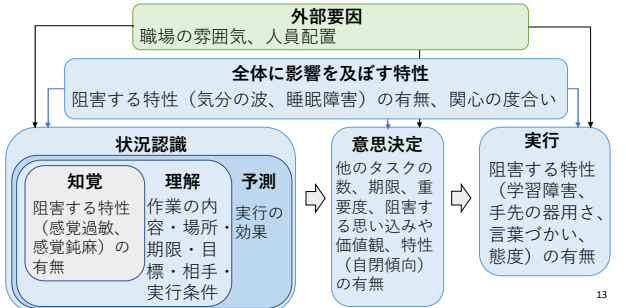 外部要因
職場の雰囲気、人員配置
全体に影響を及ぼす特性
阻害する特性（気分の波、睡眠障害）の有無、関心の度合い
状況認識
知覚
阻害する特性
（感覚過敏、
感覚鈍麻）の
有無
理解
作業の内
容・場所・
期限・目
標・相手・
実行条件
予測
実行の
効果
意思決定
他のタスクの
数、期限、重
要度、阻害す
る思い込みや
価値観、特性
（自閉傾向）
の有無
実行
阻害する特性
（学習障害、
手先の器用さ、
言葉づかい、
態度）の有無
13